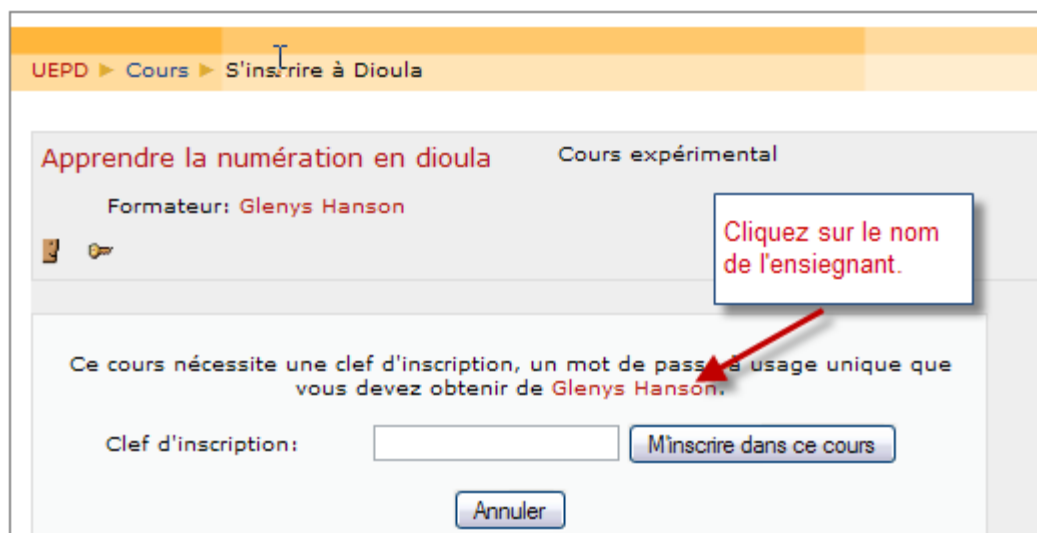 UEPD ► Cours ► S'inscrire à Dioula
Apprendre la numération en dioula Cours expérimental
Formateur: Glenys Hanson
Cliquez sur le nom
de l'ensiegnant.
Ce cours nécessite une clef d'inscription, un mot de passe à usage unique que
vous devez obtenir de Glenys Hanson.
Clef d'inscription: M'inscrire dans ce cours
Annuler